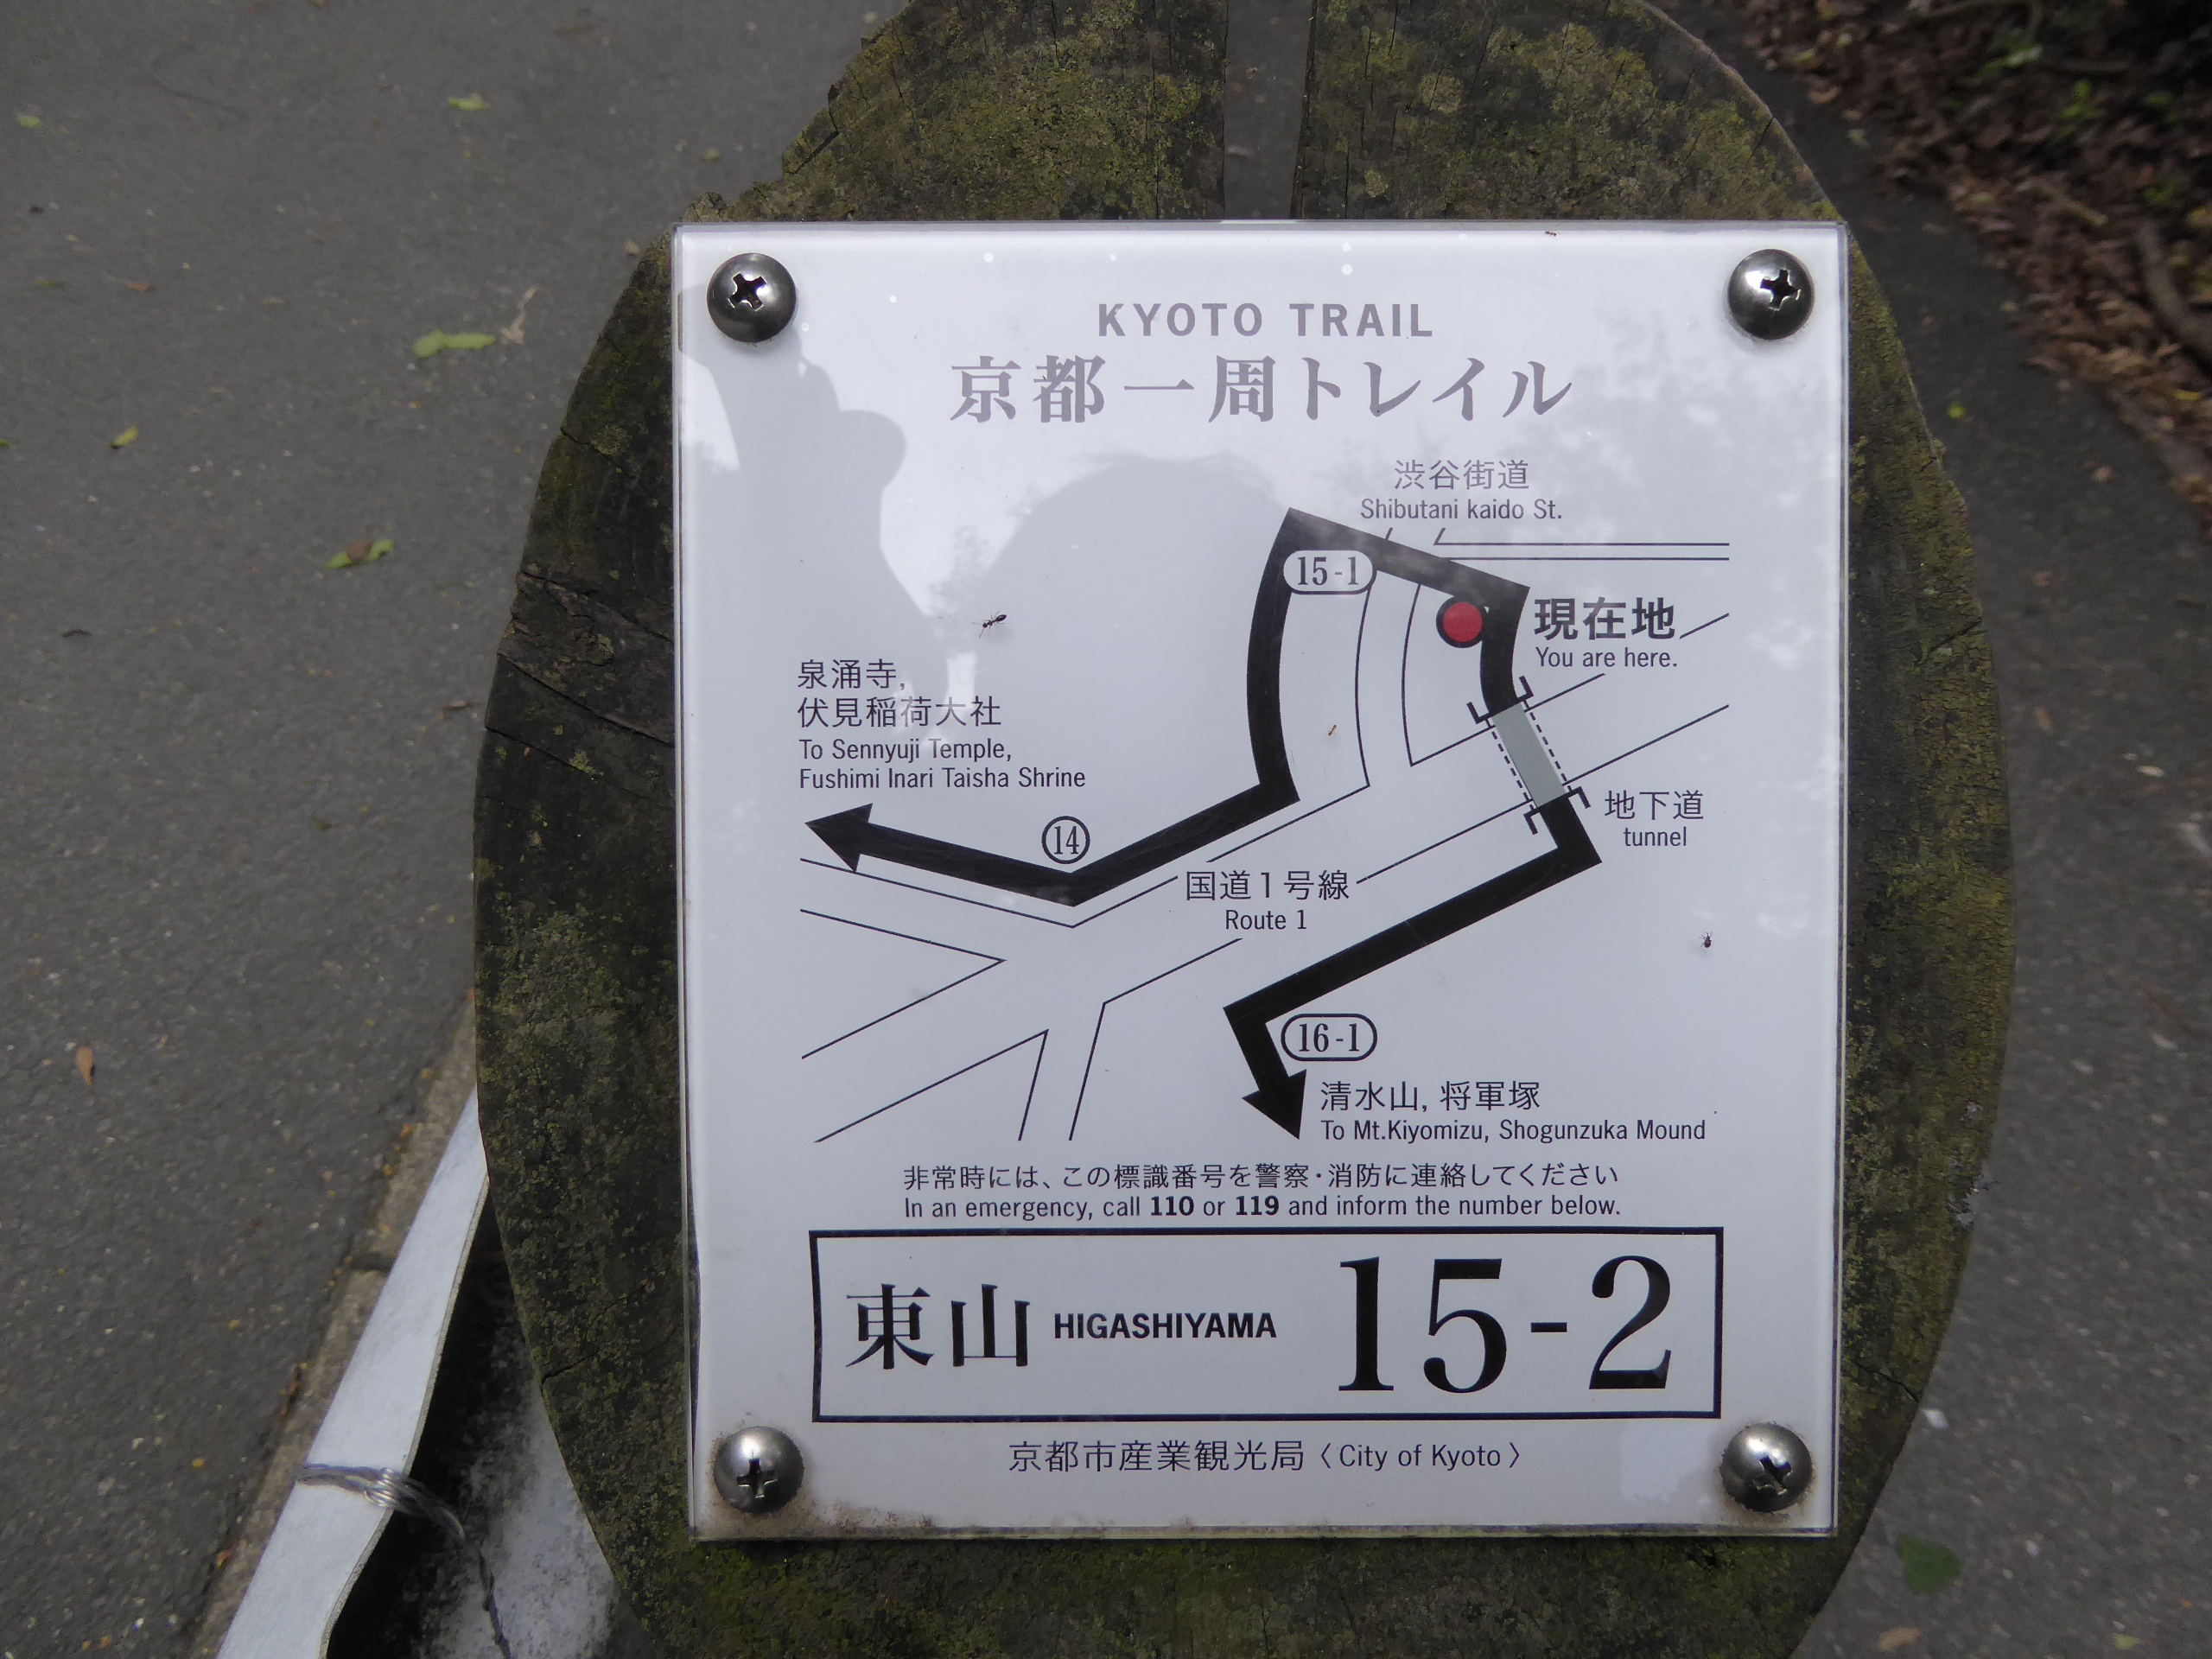 KYOTO TRAIL
京都一周トレイル
渋谷街道
Shibutani kaido St.
15-1
現在地
You are here.
泉涌寺,
伏見稲荷大社
To Sennyuji Temple,
Fushimi Inari Taisha Shrine
14
地下道
tunnel
国道1号線
Route 1
16-1
清水山, 将軍塚
To Mt.Kiyomizu, Shogunzuka Mound
非常時には、この標識番号を警察・消防に連絡してください
In an emergency, call 110 or 119 and inform the number below.
東山 HIGASHIYAMA 15-2
京都市産業観光局〈City of Kyoto〉